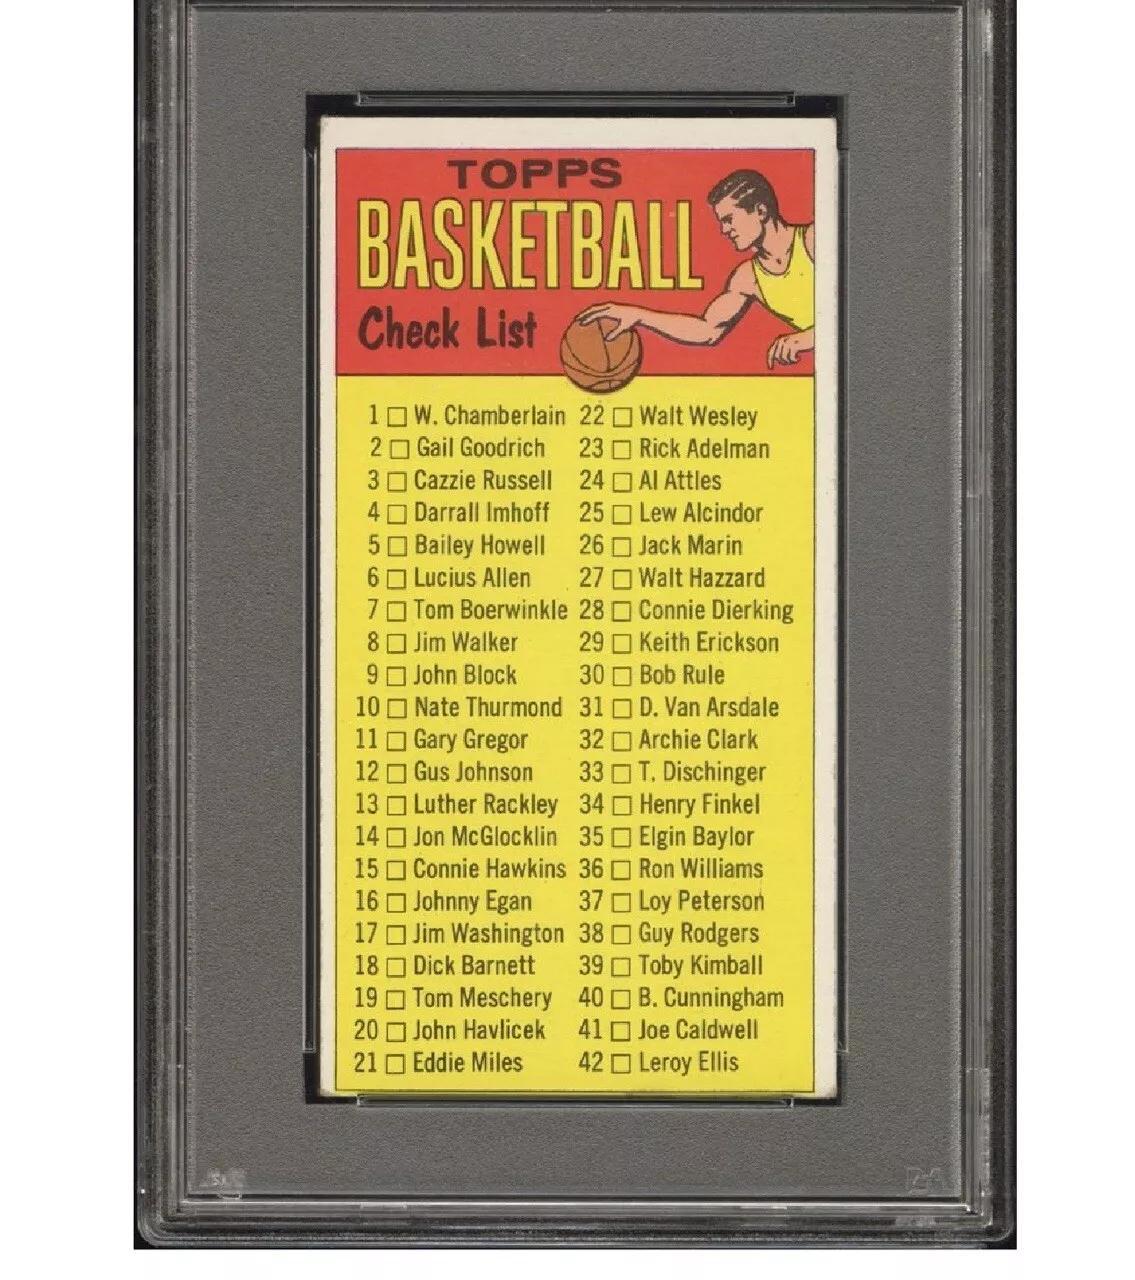 TOPPS
BASKETBALL
Check List
1 W. Chamberlain
2 Gail Goodrich
3 Cazzie Russell
4 Darrall Imhoff
5 Bailey Howell
6 Lucius Allen
7 Tom Boerwinkle
8 Jim Walker
9 John Block
10 Nate Thurmond
11 Gary Gregor
12 Gus Johnson
13 Luther Rackley
14 Jon McGlocklin
15 Connie Hawkins
16 Johnny Egan
17 Jim Washington
18 Dick Barnett
19 Tom Meschery
20 John Havlicek
21 Eddie Miles
22 Walt Wesley
23 Rick Adelman
24 Al Attles
25 Lew Alcindor
26 Jack Marin
27 Walt Hazzard
28 Connie Dierking
29 Keith Erickson
30 Bob Rule
31 D. Van Arsdale
32 Archie Clark
33 T. Dischinger
34 Henry Finkel
35 Elgin Baylor
36 Ron Williams
37 Loy Peterson
38 Guy Rodgers
39 Toby Kimball
40 B. Cunningham
41 Joe Caldwell
42 Leroy Ellis